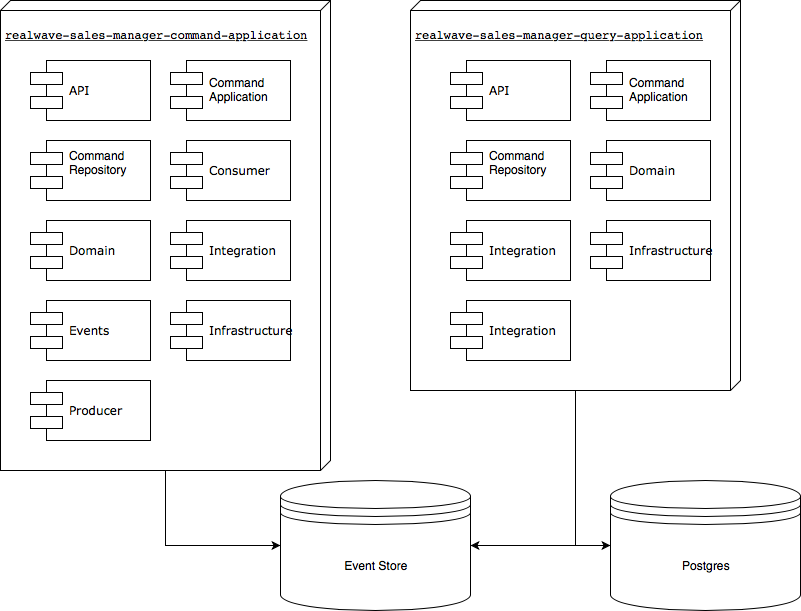 realwave-sales-manager-command-application
API
Command
Application
Command
Repository
Consumer
Domain
Integration
Events
Infrastructure
Producer
realwave-sales-manager-query-application
API
Command
Application
Command
Repository
Domain
Integration
Infrastructure
Integration
Event Store
Postgres